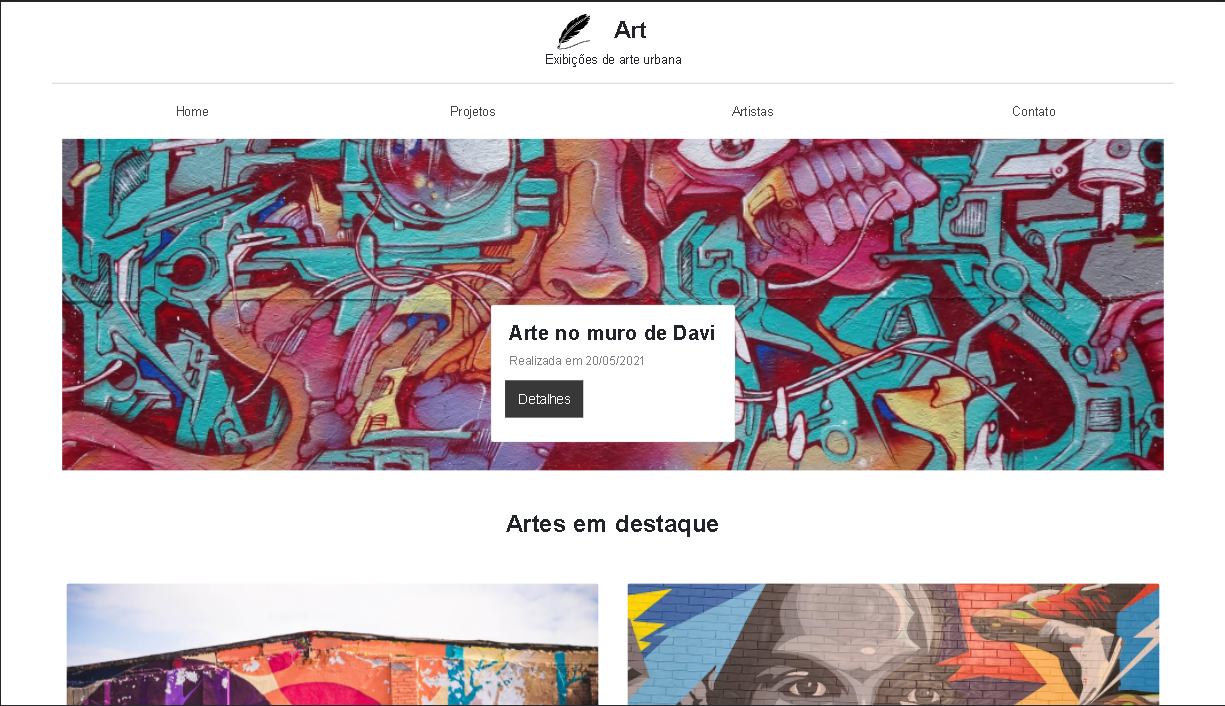 Art
Exibições de arte urbana
Home Projetos Artistas Contato
Arte no muro de Davi
Realizada em 20/05/2021
Detalhes
Artes em destaque